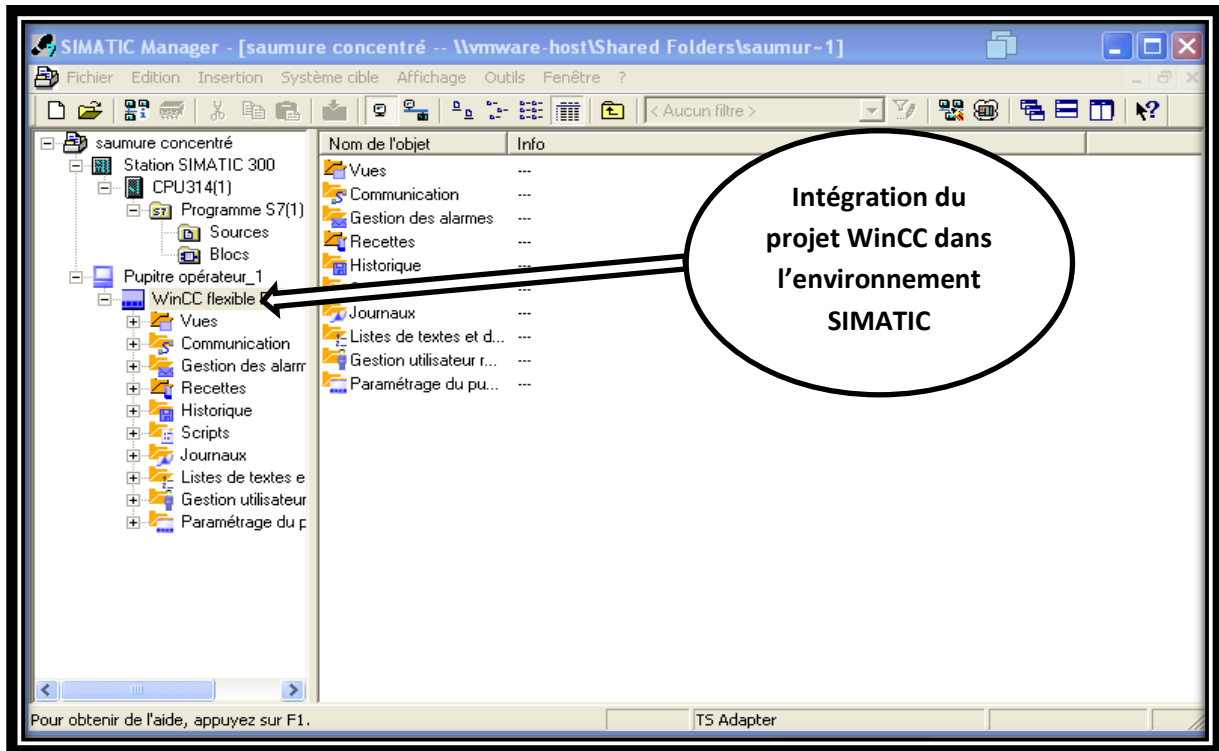 SIMATIC Manager - [saumure concentré -- \\vmware-host\Shared Folders\saumur~1]
Fichier Edition Insertion Système cible Affichage Outils Fenêtre ?
< Aucun filtre >
saumure concentré
Station SIMATIC 300
CPU314(1)
Programme S7(1)
Sources
Blocs
Pupitre opérateur_1
WinCC flexible
Vues
Communication
Gestion des alarm
Recettes
Historique
Scripts
Journaux
Listes de textes e
Gestion utilisateur
Paramétrage du p
Nom de l'objet Info
Vues ---
Communication ---
Gestion des alarmes ---
Recettes ---
Historique ---
---
Journaux ---
Listes de textes et d... ---
Gestion utilisateur r... ---
Paramétrage du pu... ---
Intégration du
projet WinCC dans
l’environnement
SIMATIC
Pour obtenir de l'aide, appuyez sur F1.
TS Adapter